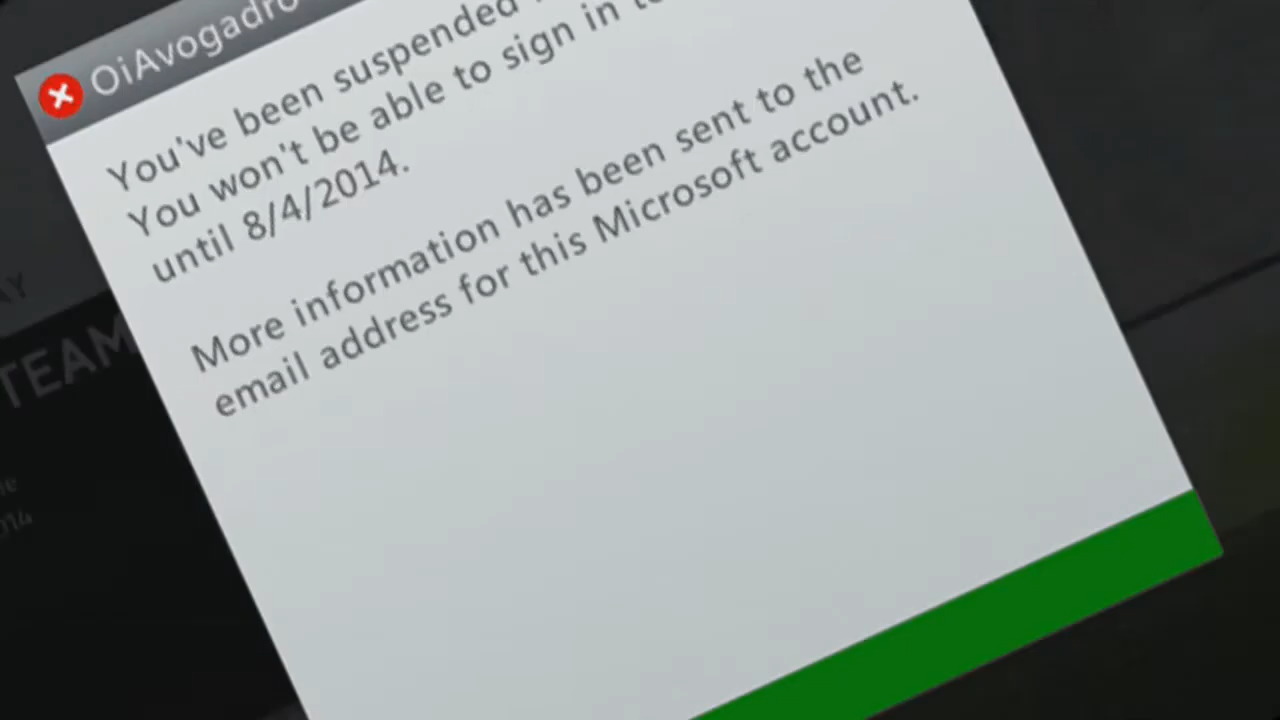 OiAvogadro
You've been suspended
You won't be able to sign in
until 8/4/2014.
More information has been sent to the
email address for this Microsoft account.
TEAM